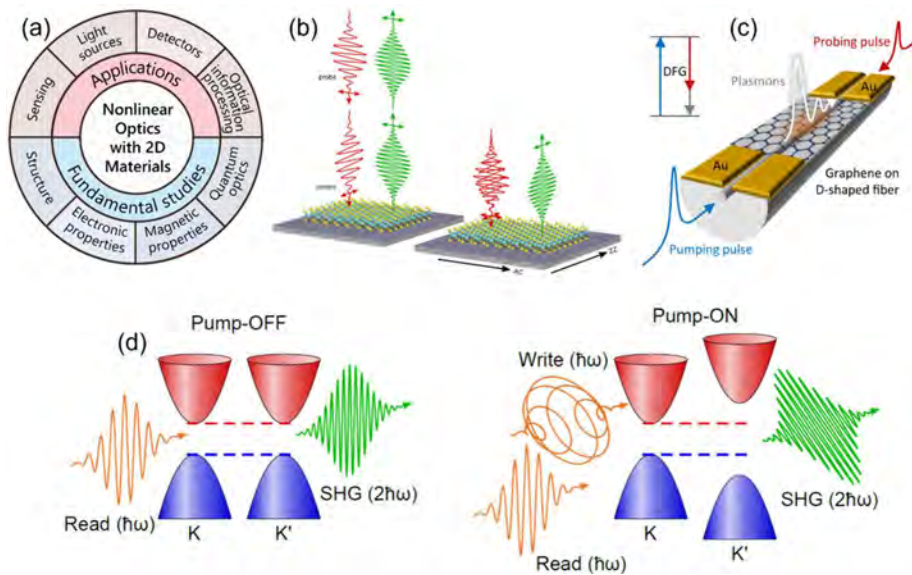 (a)
Light
sources
Detectors
Optical
information
processing
Sensing
Applications
Nonlinear
Optics
with 2D
Materials
Fundamental studies
Structure
Electronic
properties
Magnetic
properties
Quantum
optics
(b)
AC
ZZ
(c)
DFG
Probing pulse
Plasmons
Au
Au
Graphene on
D-shaped fiber
Pumping pulse
(d)
Pump-OFF
Read (ħω)
K
K'
SHG (2ħω)
Pump-ON
Write (ħω)
Read (ħω)
K
K'
SHG (2ħω)